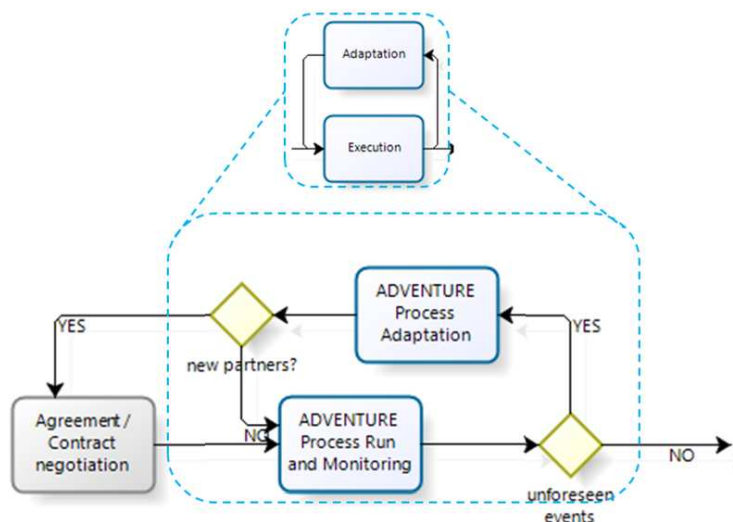 Adaptation
Execution
ADVENTURE
Process
Adaptation
YES
YES
new partners?
Agreement /
Contract
negotiation
NO
ADVENTURE
Process Run
and Monitoring
NO
unforeseen
events